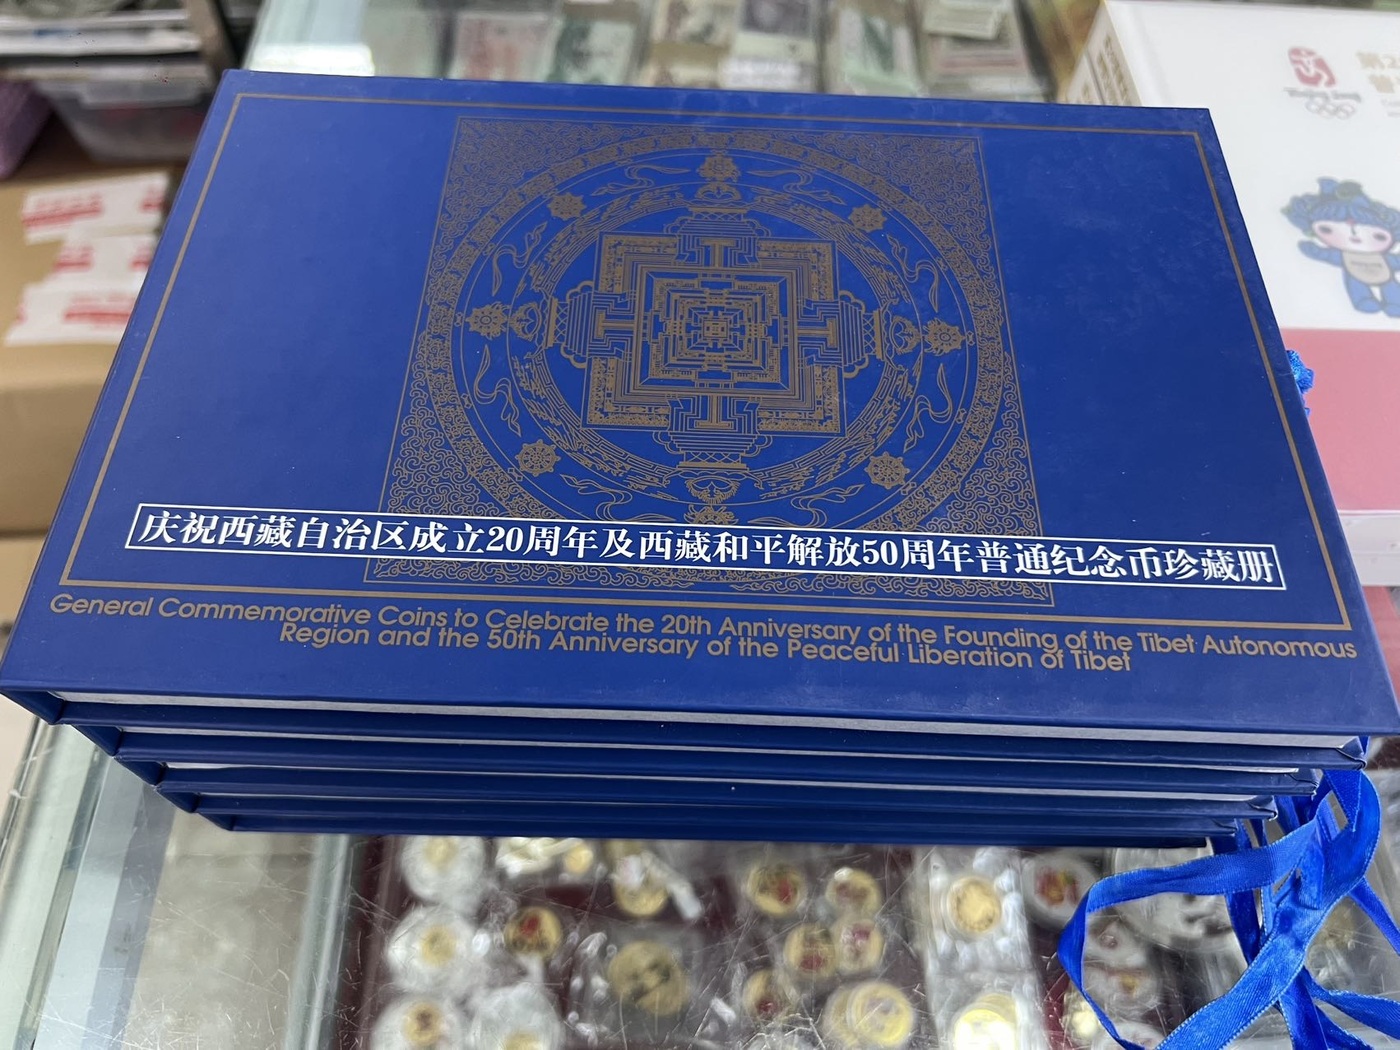 庆祝西藏自治区成立20周年及西藏和平解放50周年普通纪念币珍藏册
General Commemorative Coins to Celebrate the 20th Anniversary of the Founding of the Tibet Autonomous
Region and the 50th Anniversary of the Peaceful Liberation of Tibet